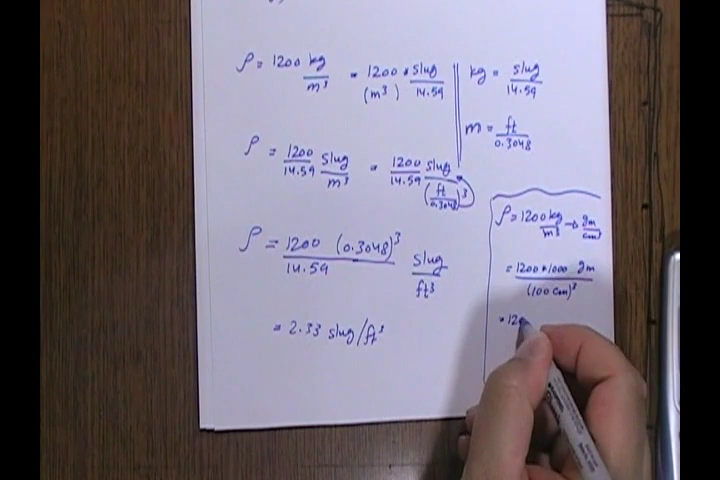 ρ = 1200 kg/m³ = 1200 * slug/(m³) 14.59
kg = slug/14.59
m = ft/0.3048
ρ = 1200/14.59 slug/m³ = 1200/14.59 slug/(ft/0.3048)³
ρ = 1200 (0.3048)³/14.59 slug/ft³
= 2.33 slug/ft³
ρ = 1200 kg/m³ → gm/cm³
= 1200*1000 gm/(100 cm)³
= 120